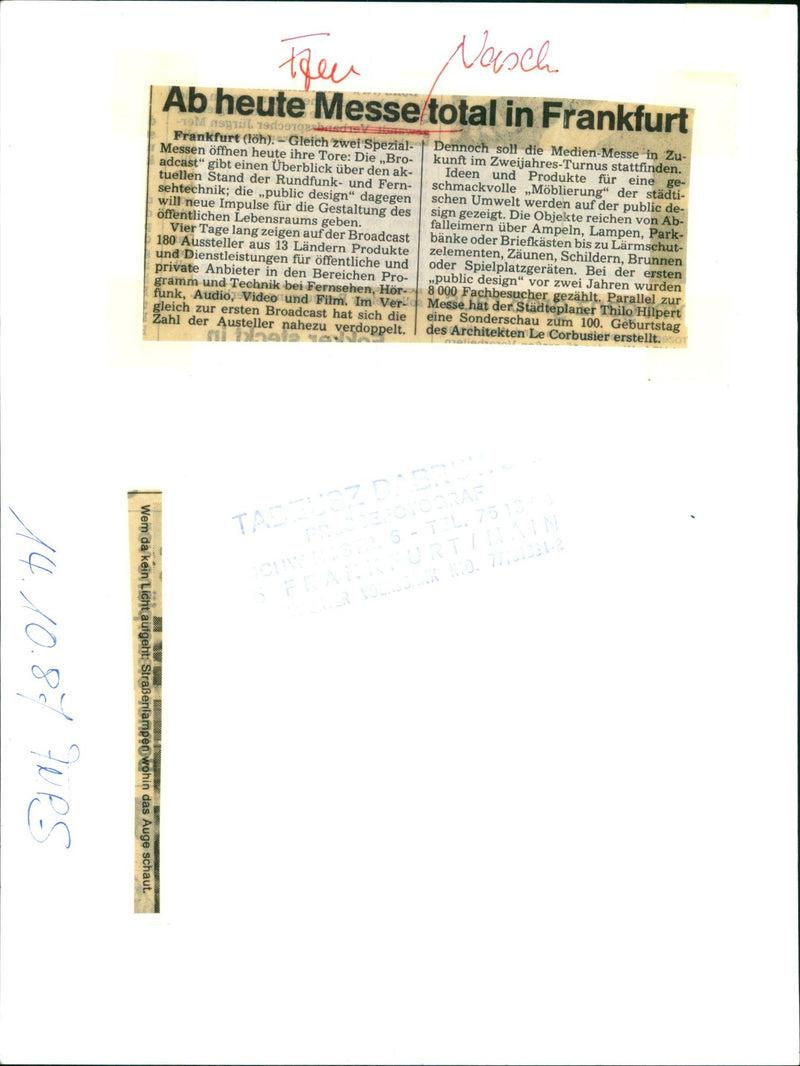 Ab heute Messe total in Frankfurt
Frankfurt (löh). – Gleich zwei Spezial-
Messen öffnen heute ihre Tore: Die „Bro-
adcast“ gibt einen Überblick über den ak-
tuellen Stand der Rundfunk- und Fern-
sehtechnik; die „public design“ dagegen
will neue Impulse für die Gestaltung des
öffentlichen Lebensraums geben.
Vier Tage lang zeigen auf der Broadcast
180 Aussteller aus 13 Ländern Produkte
und Dienstleistungen für öffentliche und
private Anbieter in den Bereichen Pro-
gramm und Technik bei Fernsehen, Hör-
funk, Audio, Video und Film. Im Ver-
gleich zur ersten Broadcast hat sich die
Zahl der Austeller nahezu verdoppelt.
Dennoch soll die Medien-Messe in Zu-
kunft im Zweijahres-Turnus stattfinden.
Ideen und Produkte für eine ge-
schmackvolle „Möblierung“ der städti-
schen Umwelt werden auf der public de-
sign gezeigt. Die Objekte reichen von Ab-
falleimern über Ampeln, Lampen, Park-
bänke oder Briefkästen bis zu Lärmschut-
zelementen, Zäunen, Schildern, Brunnen
oder Spielplatzgeräten. Bei der ersten
„public design“ vor zwei Jahren wurden
8 000 Fachbesucher gezählt. Parallel zur
Messe hat der Städteplaner Thilo Hilpert
eine Sonderschau zum 100. Geburtstag
des Architekten Le Corbusier erstellt.
TADEUSZ
PRESSEFOTOGRAF
6 - TEL. 75
6 FRANKFURT/MAIN
Wem da kein Licht aufgeht: Straßenlampen wohin das Auge schaut.
14.10.87